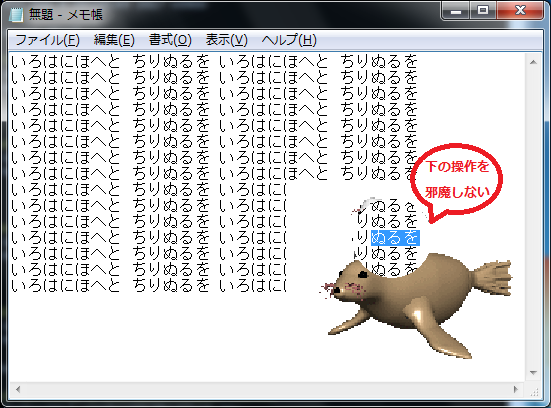 無題 - メモ帳
ファイル(F) 編集(E) 書式(O) 表示(V) ヘルプ(H)
いろはにほへと ちりぬるを いろはにほへと ちりぬるを
いろはにほへと ちりぬるを いろはにほへと ちりぬるを
いろはにほへと ちりぬるを いろはにほへと ちりぬるを
いろはにほへと ちりぬるを いろはにほへと ちりぬるを
いろはにほへと ちりぬるを いろはにほへと ちりぬるを
いろはにほへと ちりぬるを いろはにほへと ちりぬるを
いろはにほへと ちりぬるを いろはにほへと ちりぬるを
いろはにほへと ちりぬるを いろはにほへと ちりぬるを
いろはにほへと ちりぬるを いろはに
いろはにほへと ちりぬるを いろはに ぬるを
いろはにほへと ちりぬるを いろはに りぬるを
いろはにほへと ちりぬるを いろはに りぬるを
いろはにほへと ちりぬるを いろはに りぬるを
いろはにほへと ちりぬるを いろはに ぬるを
いろはにほへと ちりぬるを いろはに
下の操作を
邪魔しない